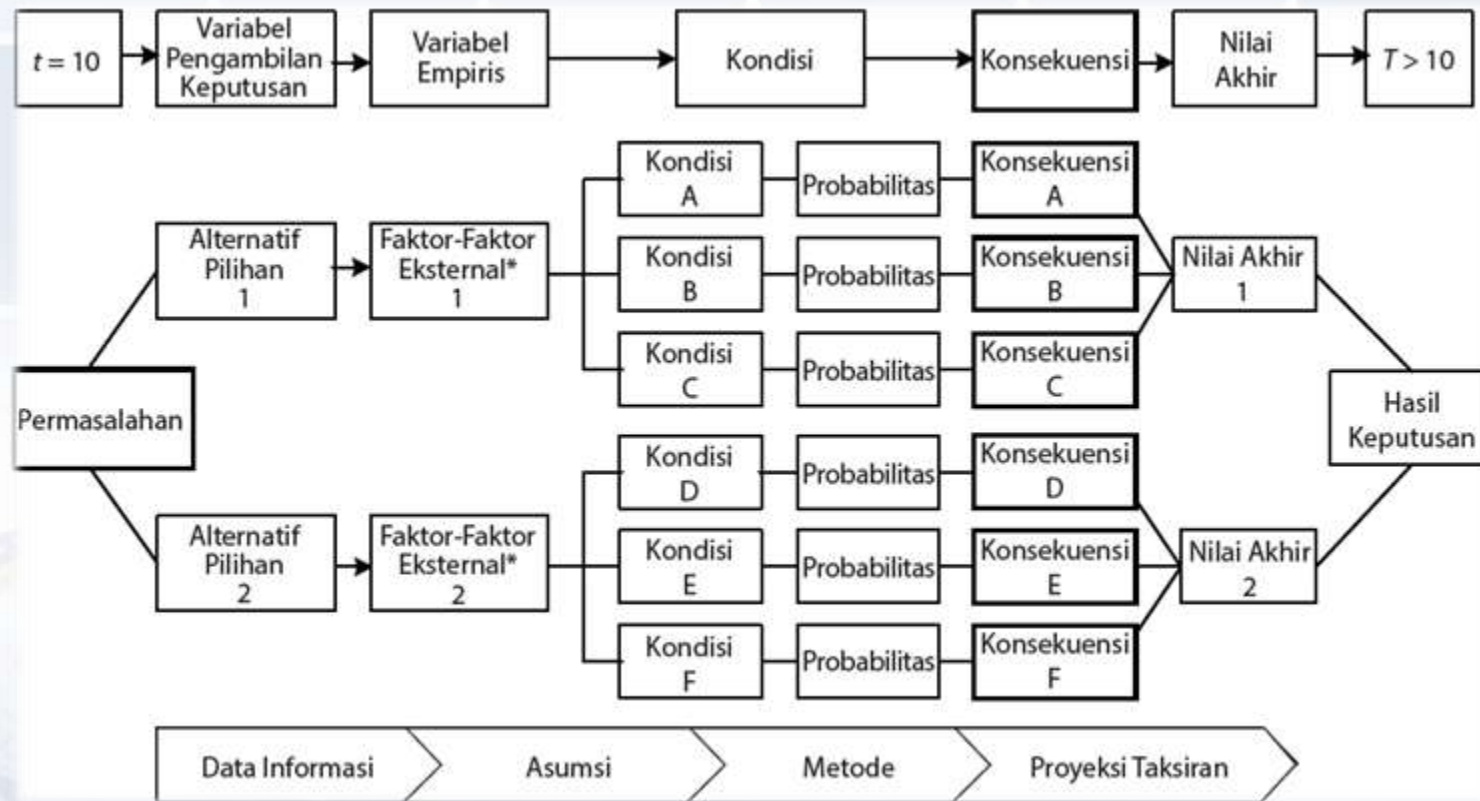 t = 10
Variabel
Pengambilan
Keputusan
Variabel
Empiris
Kondisi
Konsekuensi
Nilai
Akhir
T > 10
Permasalahan
Alternatif
Pilihan
1
Faktor-Faktor
Eksternal*
1
Kondisi
A
Probabilitas
Konsekuensi
A
Kondisi
B
Probabilitas
Konsekuensi
B
Kondisi
C
Probabilitas
Konsekuensi
C
Nilai Akhir
1
Alternatif
Pilihan
2
Faktor-Faktor
Eksternal*
2
Kondisi
D
Probabilitas
Konsekuensi
D
Kondisi
E
Probabilitas
Konsekuensi
E
Kondisi
F
Probabilitas
Konsekuensi
F
Nilai Akhir
2
Hasil
Keputusan
Data Informasi
Asumsi
Metode
Proyeksi Taksiran